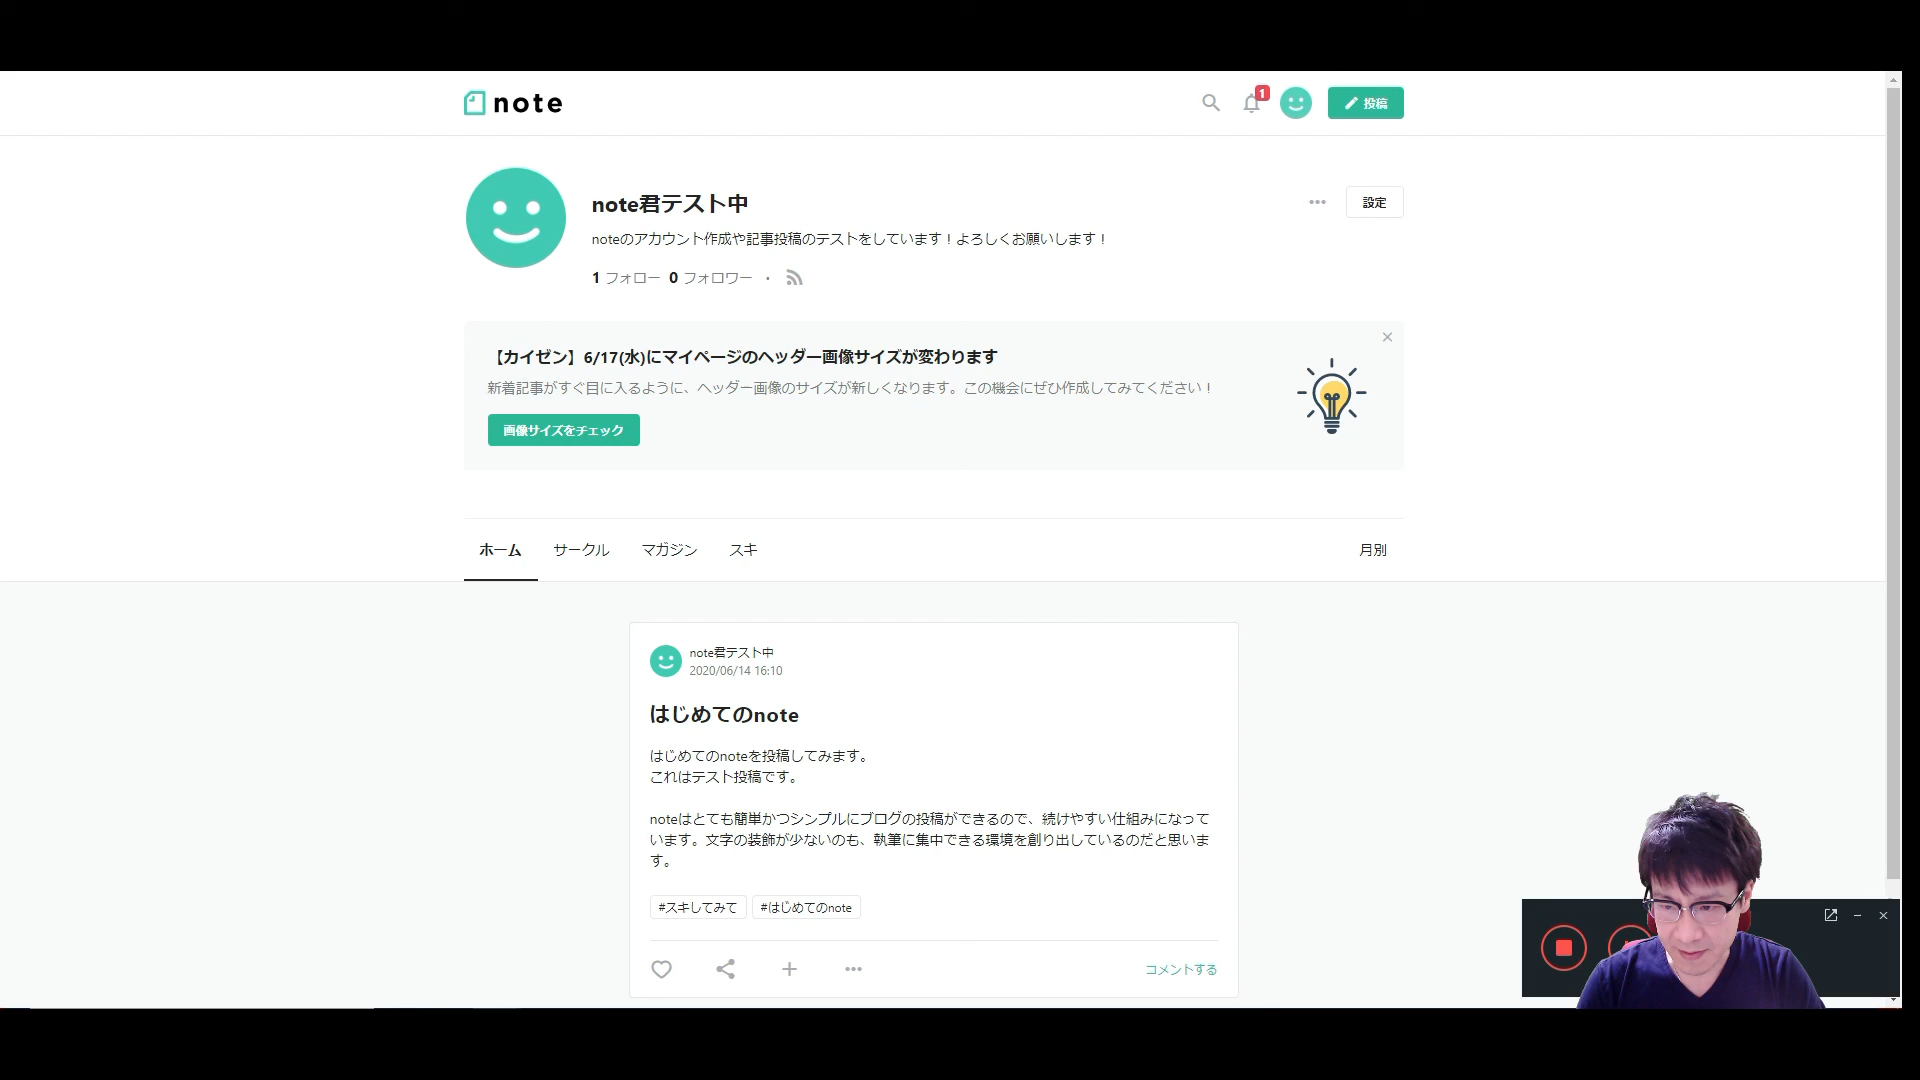 note
1
投稿
note君テスト中
設定
noteのアカウント作成や記事投稿のテストをしています！よろしくお願いします！
1 フォロー 0 フォロワー ・
【カイゼン】6/17(水)にマイページのヘッダー画像サイズが変わります
新着記事がすぐ目に入るように、ヘッダー画像のサイズが新しくなります。この機会にぜひ作成してみてください！
画像サイズをチェック
ホーム サークル マガジン スキ 月別
note君テスト中
2020/06/14 16:10
はじめてのnote
はじめてのnoteを投稿してみます。
これはテスト投稿です。
noteはとても簡単かつシンプルにブログの投稿ができるので、続けやすい仕組みになって
います。文字の装飾が少ないのも、執筆に集中できる環境を創り出しているのだと思いま
す。
#スキしてみて #はじめてのnote
コメントする